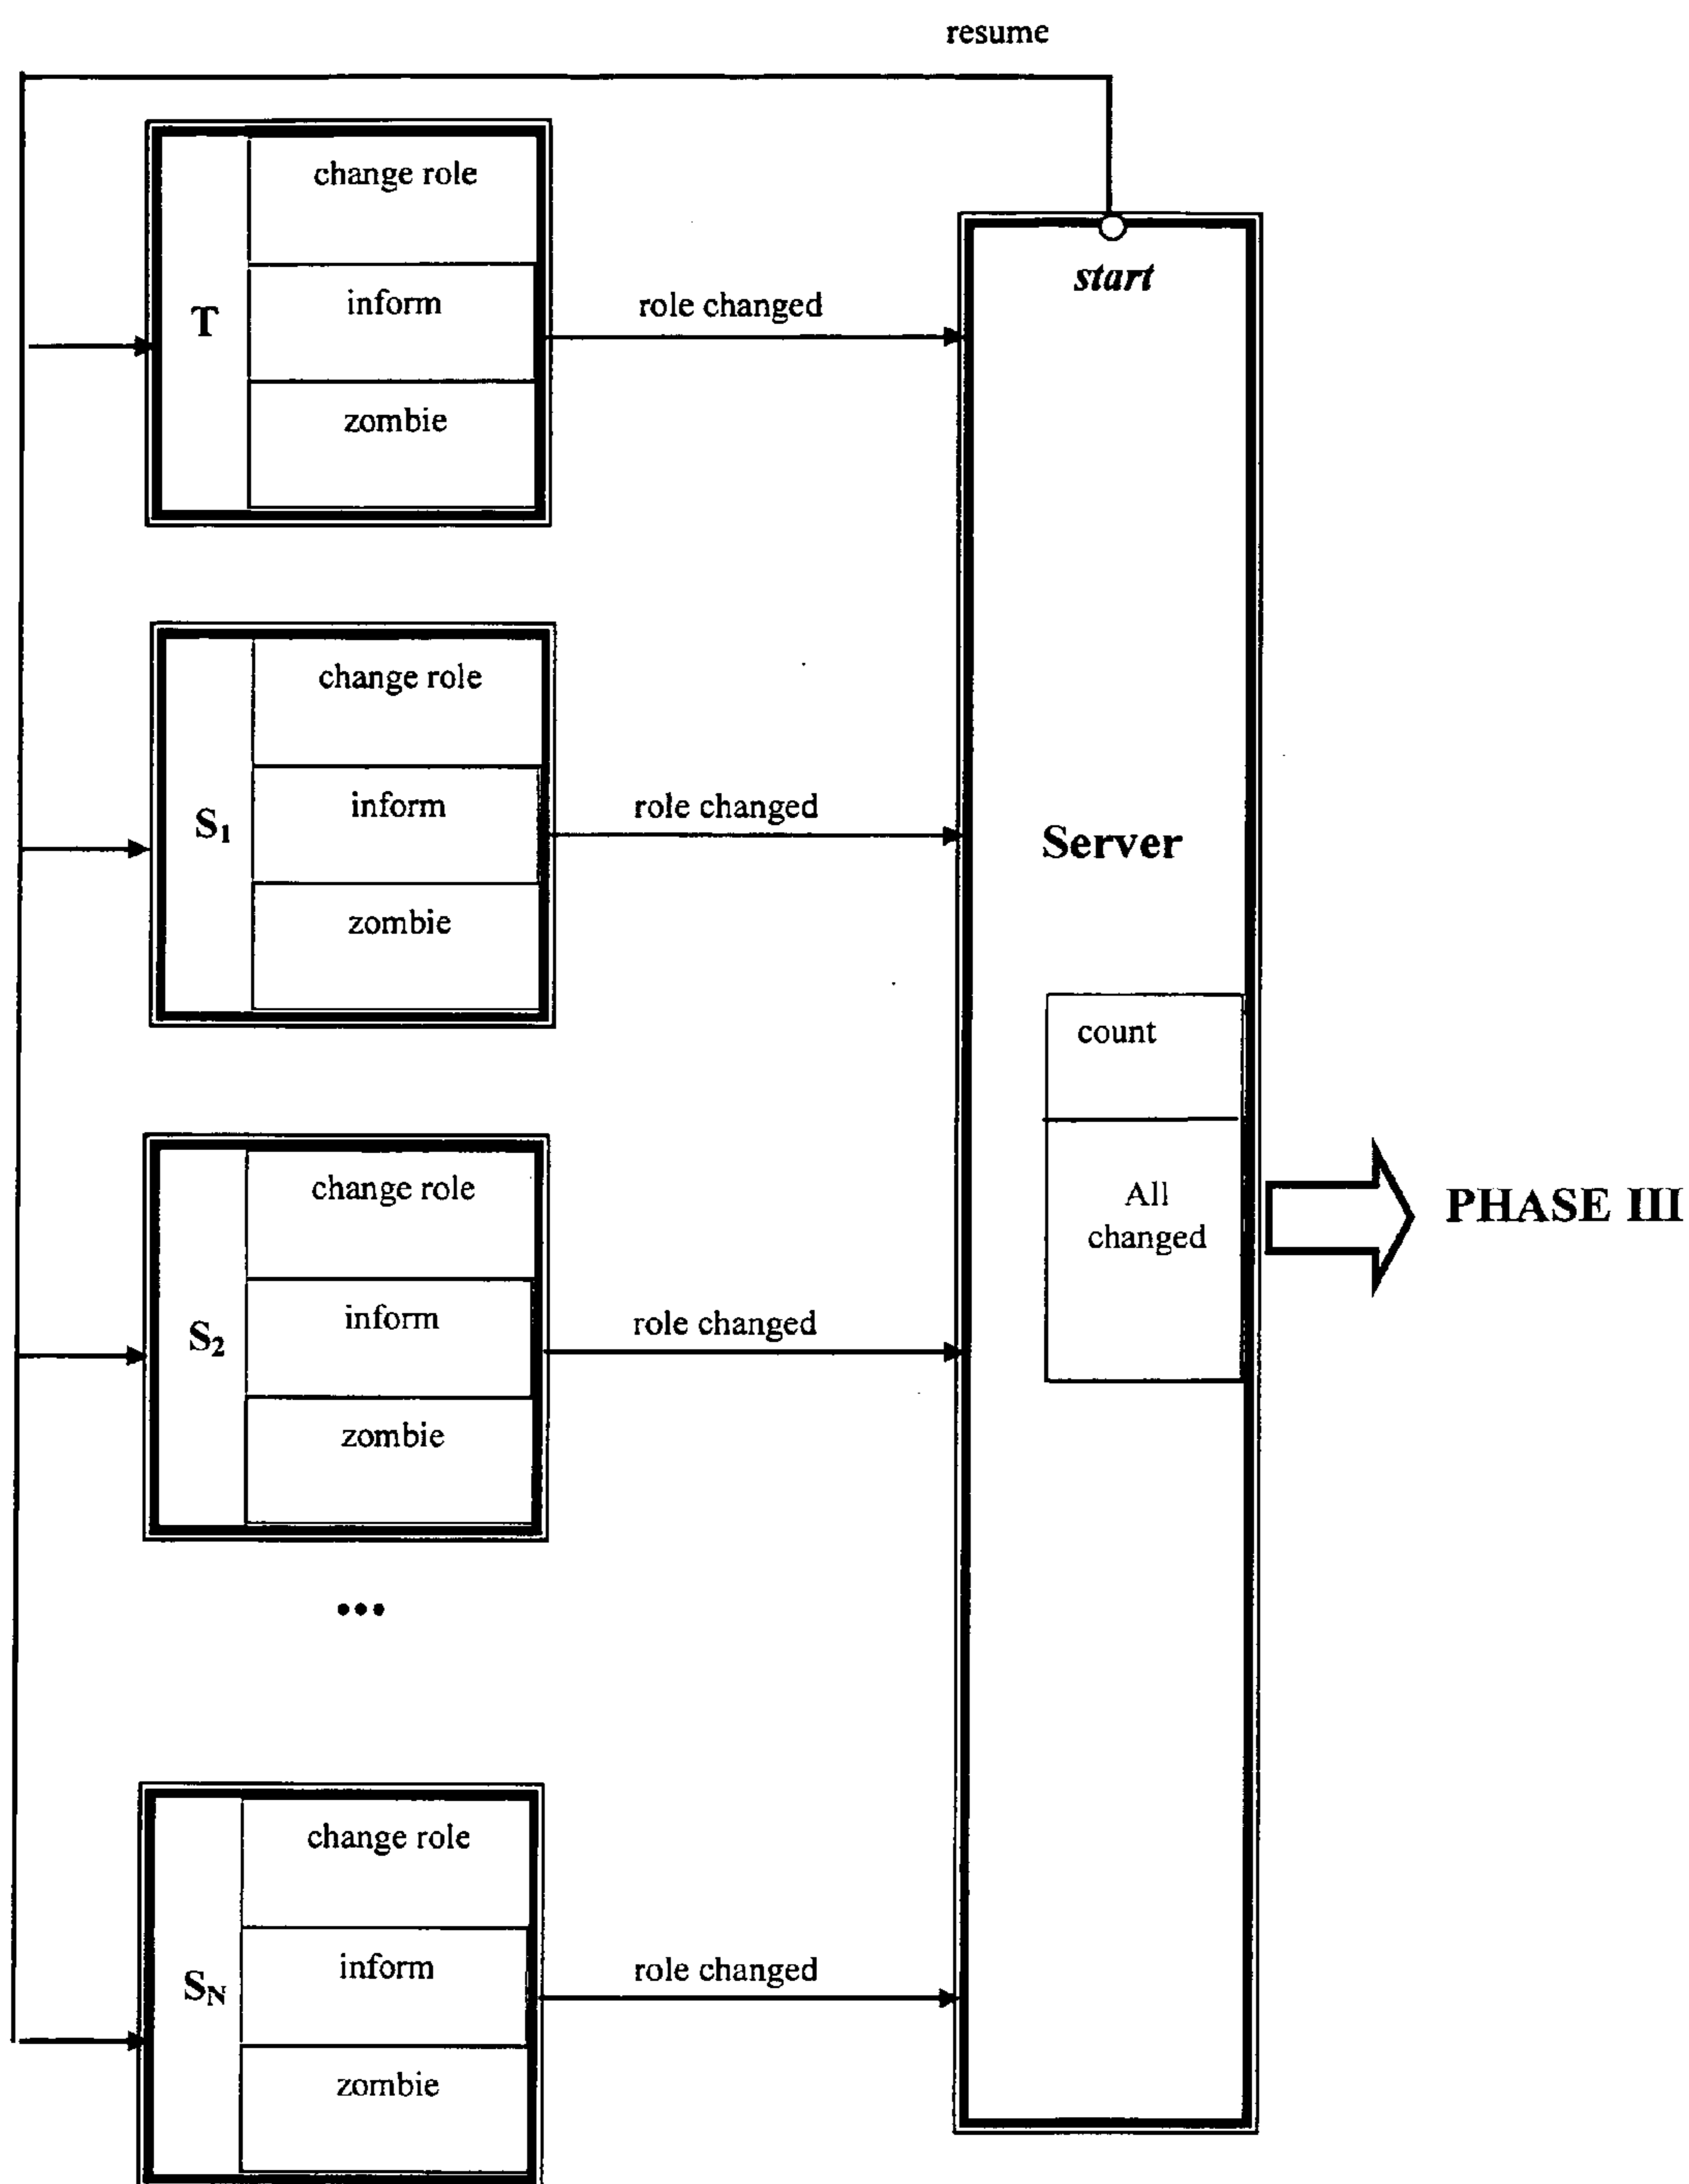 resume
change role
T
inform
zombie
role changed
start
S₁
change role
inform
zombie
role changed
Server
count
All
changed
PHASE III
S₂
change role
inform
zombie
role changed
•••
S_N
change role
inform
zombie
role changed